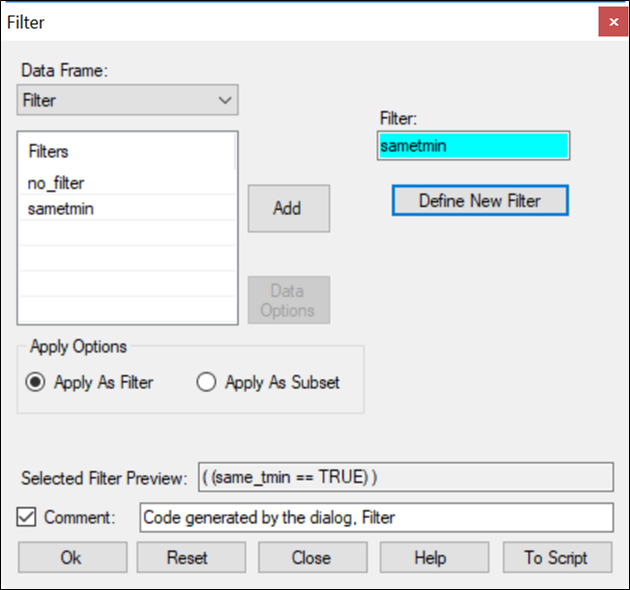 Filter
Data Frame:
Filter
Filter:
sametmin
Filters
no_filter
sametmin
Add
Define New Filter
Data
Options
Apply Options
Apply As Filter
Apply As Subset
Selected Filter Preview:
( (same_tmin == TRUE) )
Comment:
Code generated by the dialog, Filter
Ok
Reset
Close
Help
To Script